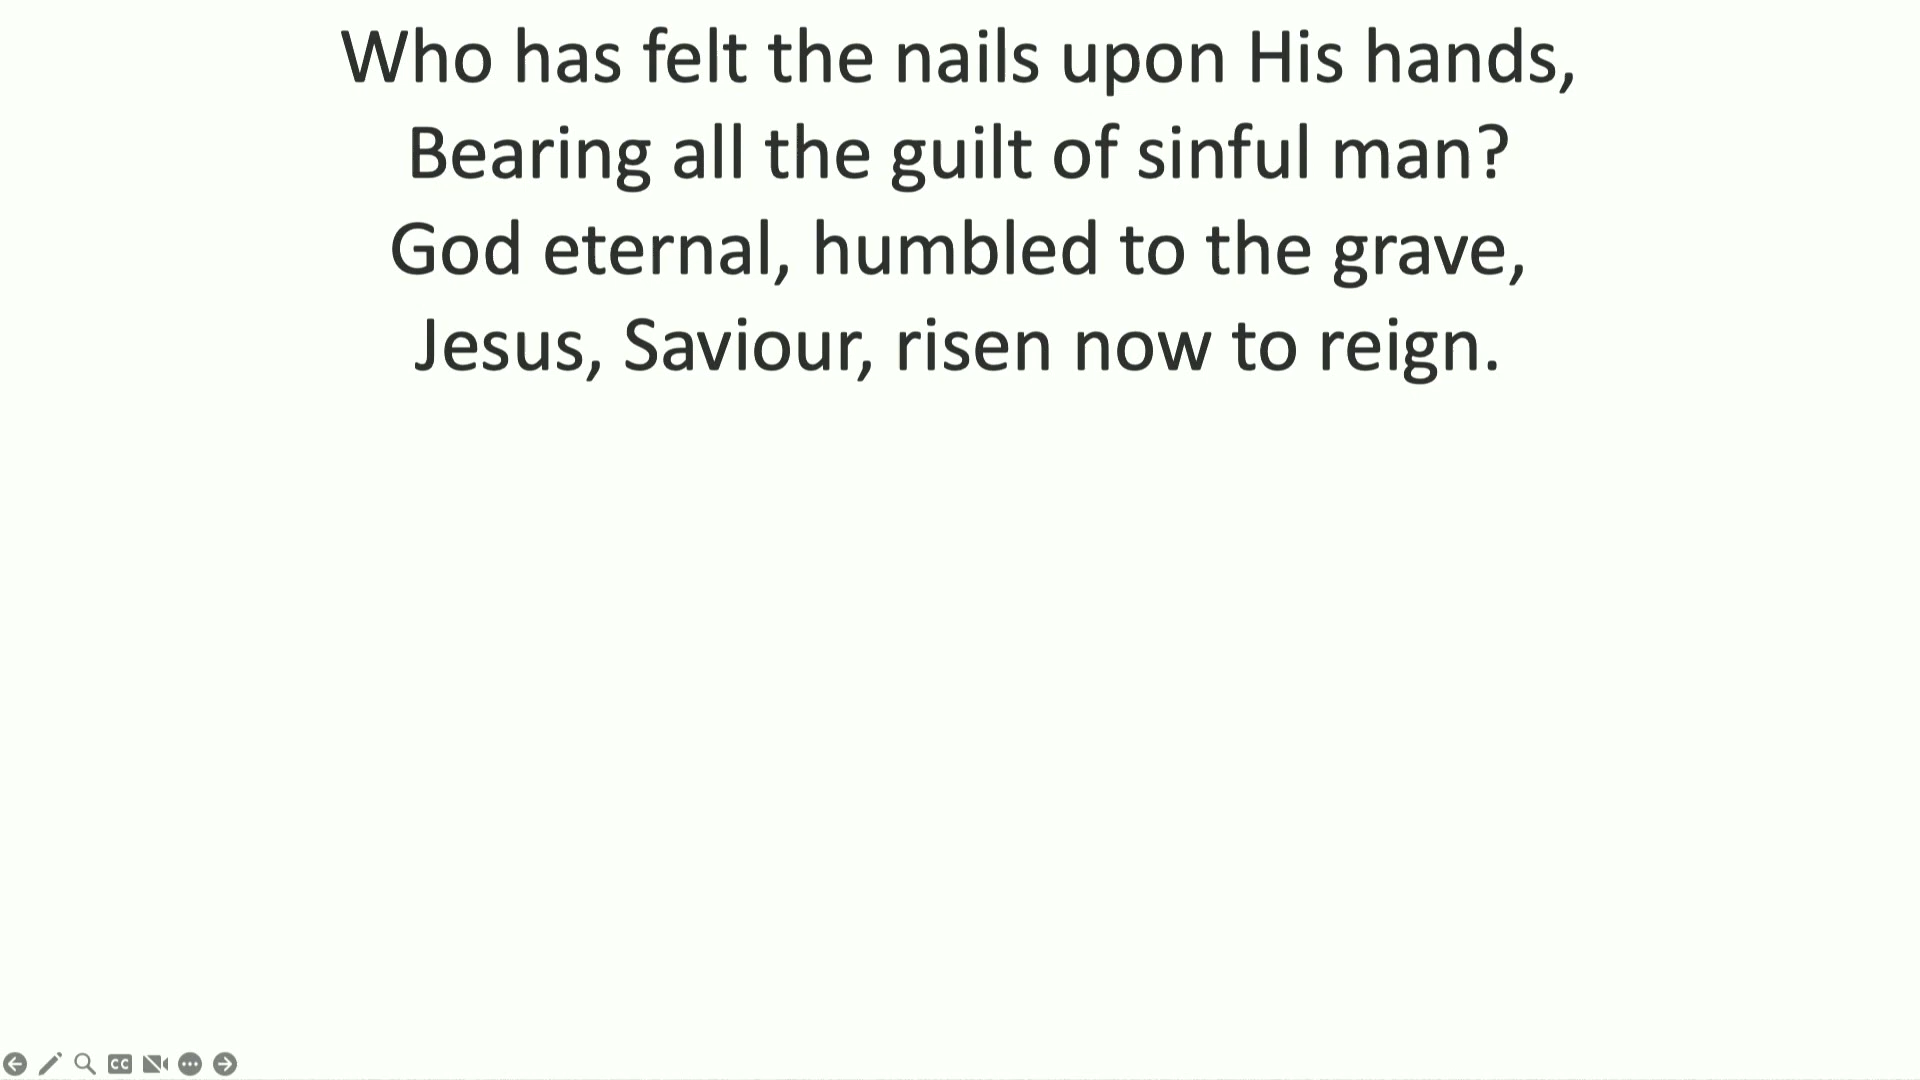 Who has felt the nails upon His hands,
Bearing all the guilt of sinful man?
God eternal, humbled to the grave,
Jesus, Saviour, risen now to reign.
CC